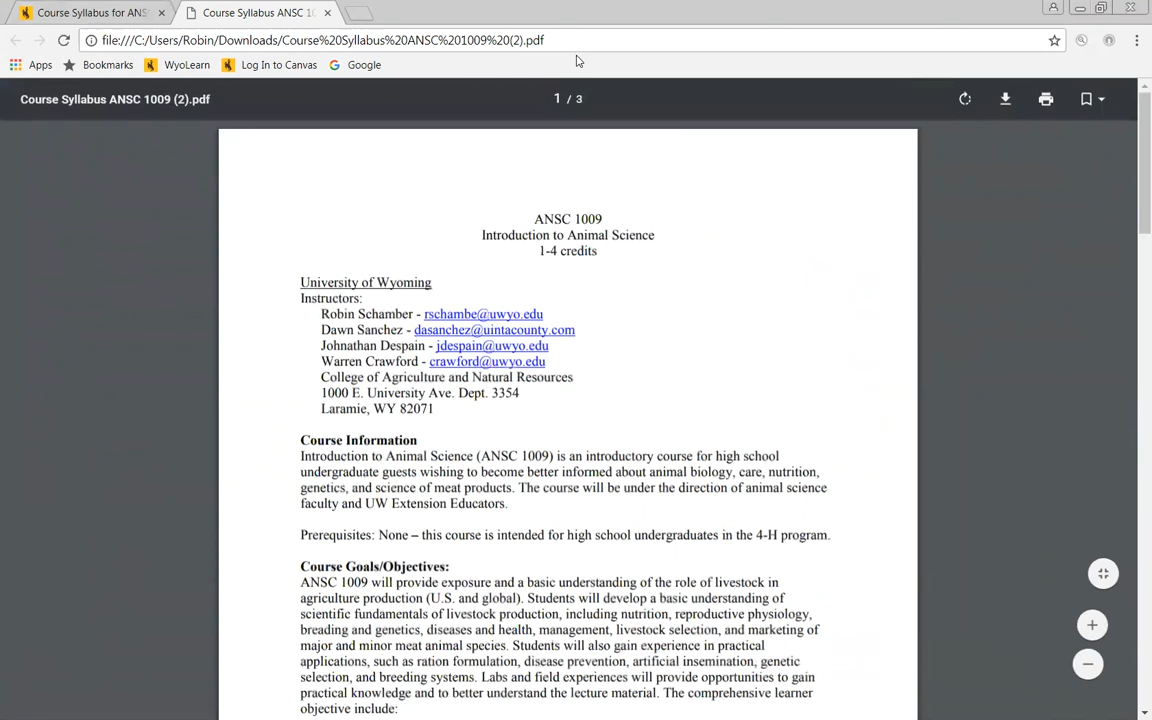 Course Syllabus for ANS
Course Syllabus ANSC 10
file:///C:/Users/Robin/Downloads/Course%20Syllabus%20ANSC%201009%20(2).pdf
Apps Bookmarks WyoLearn Log In to Canvas Google
Course Syllabus ANSC 1009 (2).pdf 1 / 3
ANSC 1009
Introduction to Animal Science
1-4 credits
University of Wyoming
Instructors:
Robin Schamber - rschambe@uwyo.edu
Dawn Sanchez - dasanchez@uintacounty.com
Johnathan Despain - jdespain@uwyo.edu
Warren Crawford - crawford@uwyo.edu
College of Agriculture and Natural Resources
1000 E. University Ave. Dept. 3354
Laramie, WY 82071
Course Information
Introduction to Animal Science (ANSC 1009) is an introductory course for high school
undergraduate guests wishing to become better informed about animal biology, care, nutrition,
genetics, and science of meat products. The course will be under the direction of animal science
faculty and UW Extension Educators.
Prerequisites: None – this course is intended for high school undergraduates in the 4-H program.
Course Goals/Objectives:
ANSC 1009 will provide exposure and a basic understanding of the role of livestock in
agriculture production (U.S. and global). Students will develop a basic understanding of
scientific fundamentals of livestock production, including nutrition, reproductive physiology,
breading and genetics, diseases and health, management, livestock selection, and marketing of
major and minor meat animal species. Students will also gain experience in practical
applications, such as ration formulation, disease prevention, artificial insemination, genetic
selection, and breeding systems. Labs and field experiences will provide opportunities to gain
practical knowledge and to better understand the lecture material. The comprehensive learner
objective include: